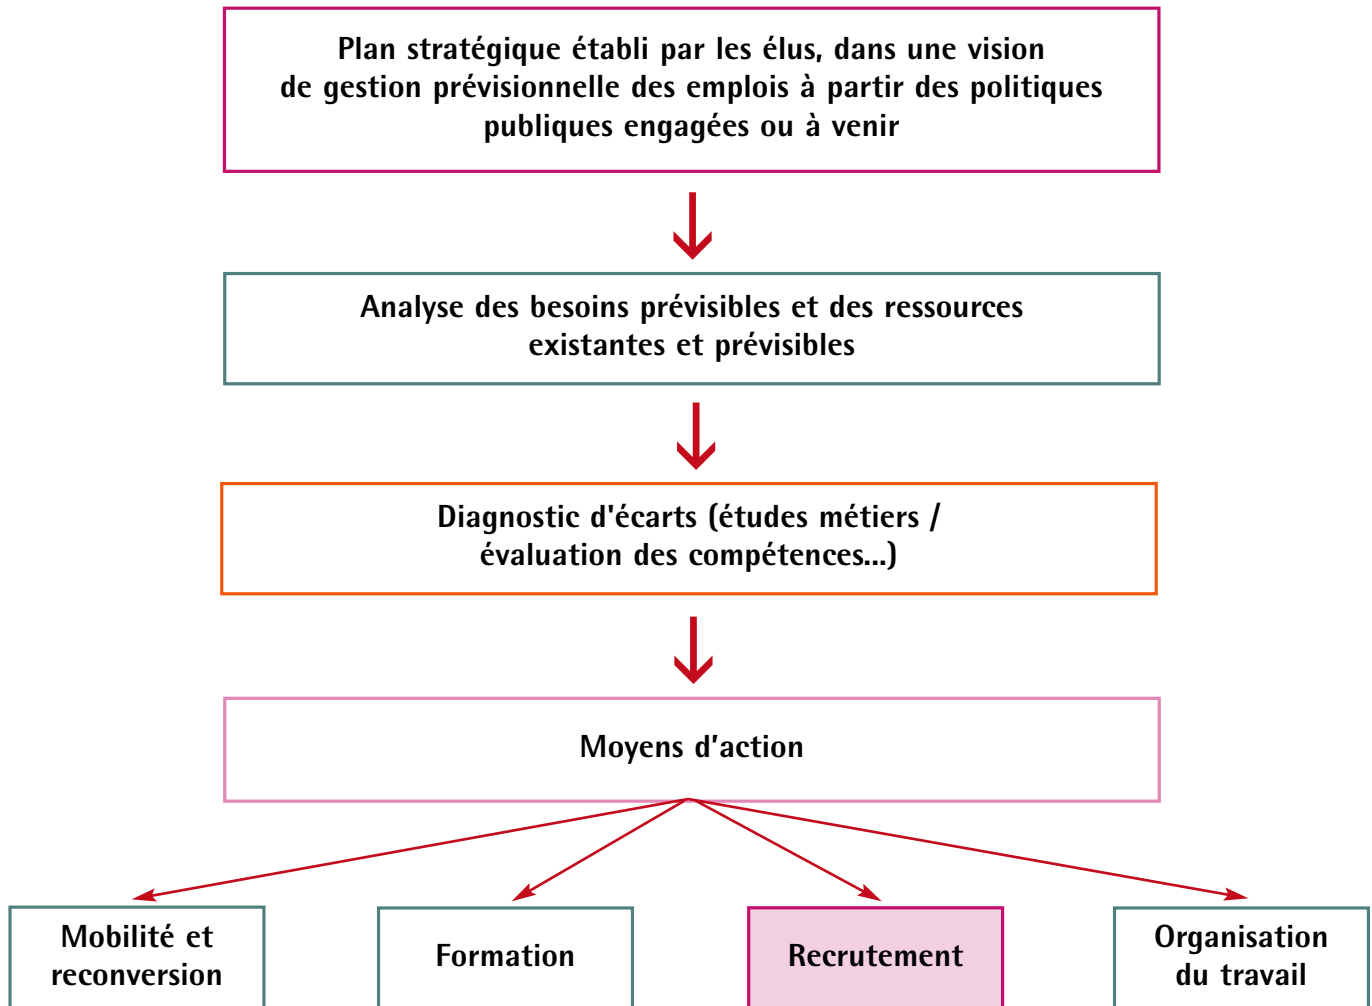 Plan stratégique établi par les élus, dans une vision
de gestion prévisionnelle des emplois à partir des politiques
publiques engagées ou à venir
Analyse des besoins prévisibles et des ressources
existantes et prévisibles
Diagnostic d'écarts (études métiers /
évaluation des compétences...)
Moyens d’action
Mobilité et
reconversion
Formation
Recrutement
Organisation
du travail